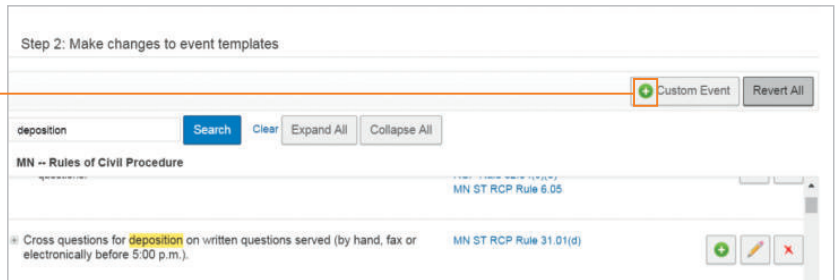 Step 2: Make changes to event templates
Custom Event Revert All
deposition Search Clear Expand All Collapse All
MN -- Rules of Civil Procedure
questions.
MN ST RCP Rule 6.05
Cross questions for deposition on written questions served (by hand, fax or MN ST RCP Rule 31.01(d)
electronically before 5:00 p.m.).